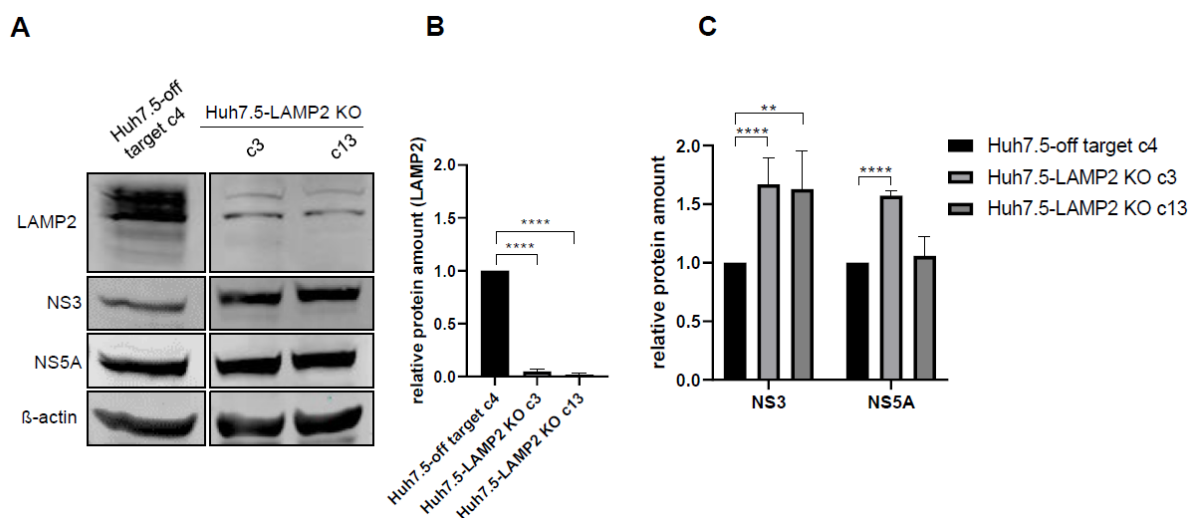 A
Huh7.5-off
target c4
Huh7.5-LAMP2 KO
c3
c13
LAMP2
NS3
NS5A
ß-actin
B
relative protein amount (LAMP2)
2.0
1.5
1.0
0.5
0.0
****
****
Huh7.5-off target c4
Huh7.5-LAMP2 KO c3
Huh7.5-LAMP2 KO c13
C
relative protein amount
2.0
1.5
1.0
0.5
0.0
**
****
****
NS3
NS5A
Huh7.5-off target c4
Huh7.5-LAMP2 KO c3
Huh7.5-LAMP2 KO c13